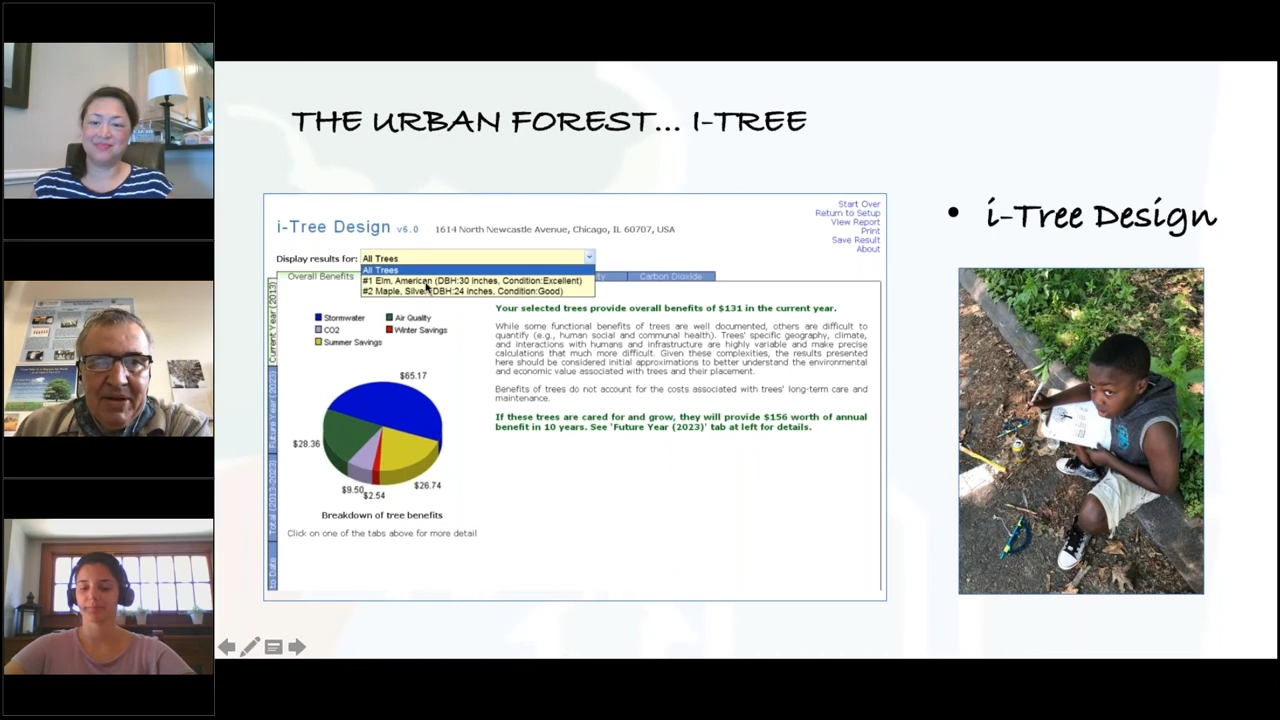 THE URBAN FOREST... I-TREE
i-Tree Design v6.0 1614 North Newcastle Avenue, Chicago, IL 60707, USA
Start Over
Return to Setup
View Report
Print
Save Result
About
Display results for: All Trees
All Trees
#1 Elm, American (DBH:30 inches, Condition:Excellent)
#2 Maple, Silver (DBH:24 inches, Condition:Good)
Overall Benefits
Carbon Dioxide
Current Year (2013)
Future Year (2023)
Total (2013-2023)
to Date
Stormwater
Air Quality
CO2
Winter Savings
Summer Savings
$65.17
$28.36
$9.50
$2.54
$26.74
Breakdown of tree benefits
Click on one of the tabs above for more detail
Your selected trees provide overall benefits of $131 in the current year.
While some functional benefits of trees are well documented, others are difficult to
quantify (e.g., human social and communal health). Trees' specific geography, climate,
and interactions with humans and infrastructure are highly variable and make precise
calculations that much more difficult. Given these complexities, the results presented
here should be considered initial approximations to better understand the environmental
and economic value associated with trees and their placement.
Benefits of trees do not account for the costs associated with trees' long-term care and
maintenance.
If these trees are cared for and grow, they will provide $156 worth of annual
benefit in 10 years. See 'Future Year (2023)' tab at left for details.
• i-Tree Design